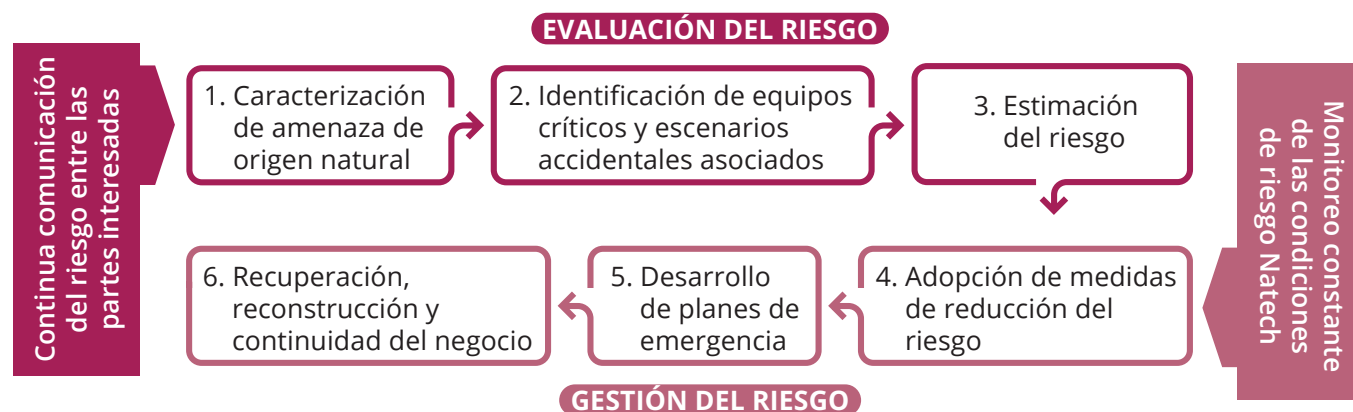 EVALUACIÓN DEL RIESGO
Continua comunicación
del riesgo entre las
partes interesadas
1. Caracterización
de amenaza de
origen natural
2. Identificación de equipos
críticos y escenarios
accidentales asociados
3. Estimación
del riesgo
Monitoreo constante
de las condiciones
de riesgo Natech
4. Adopción de medidas
de reducción del
riesgo
5. Desarrollo
de planes de
emergencia
6. Recuperación,
reconstrucción y
continuidad del negocio
GESTIÓN DEL RIESGO